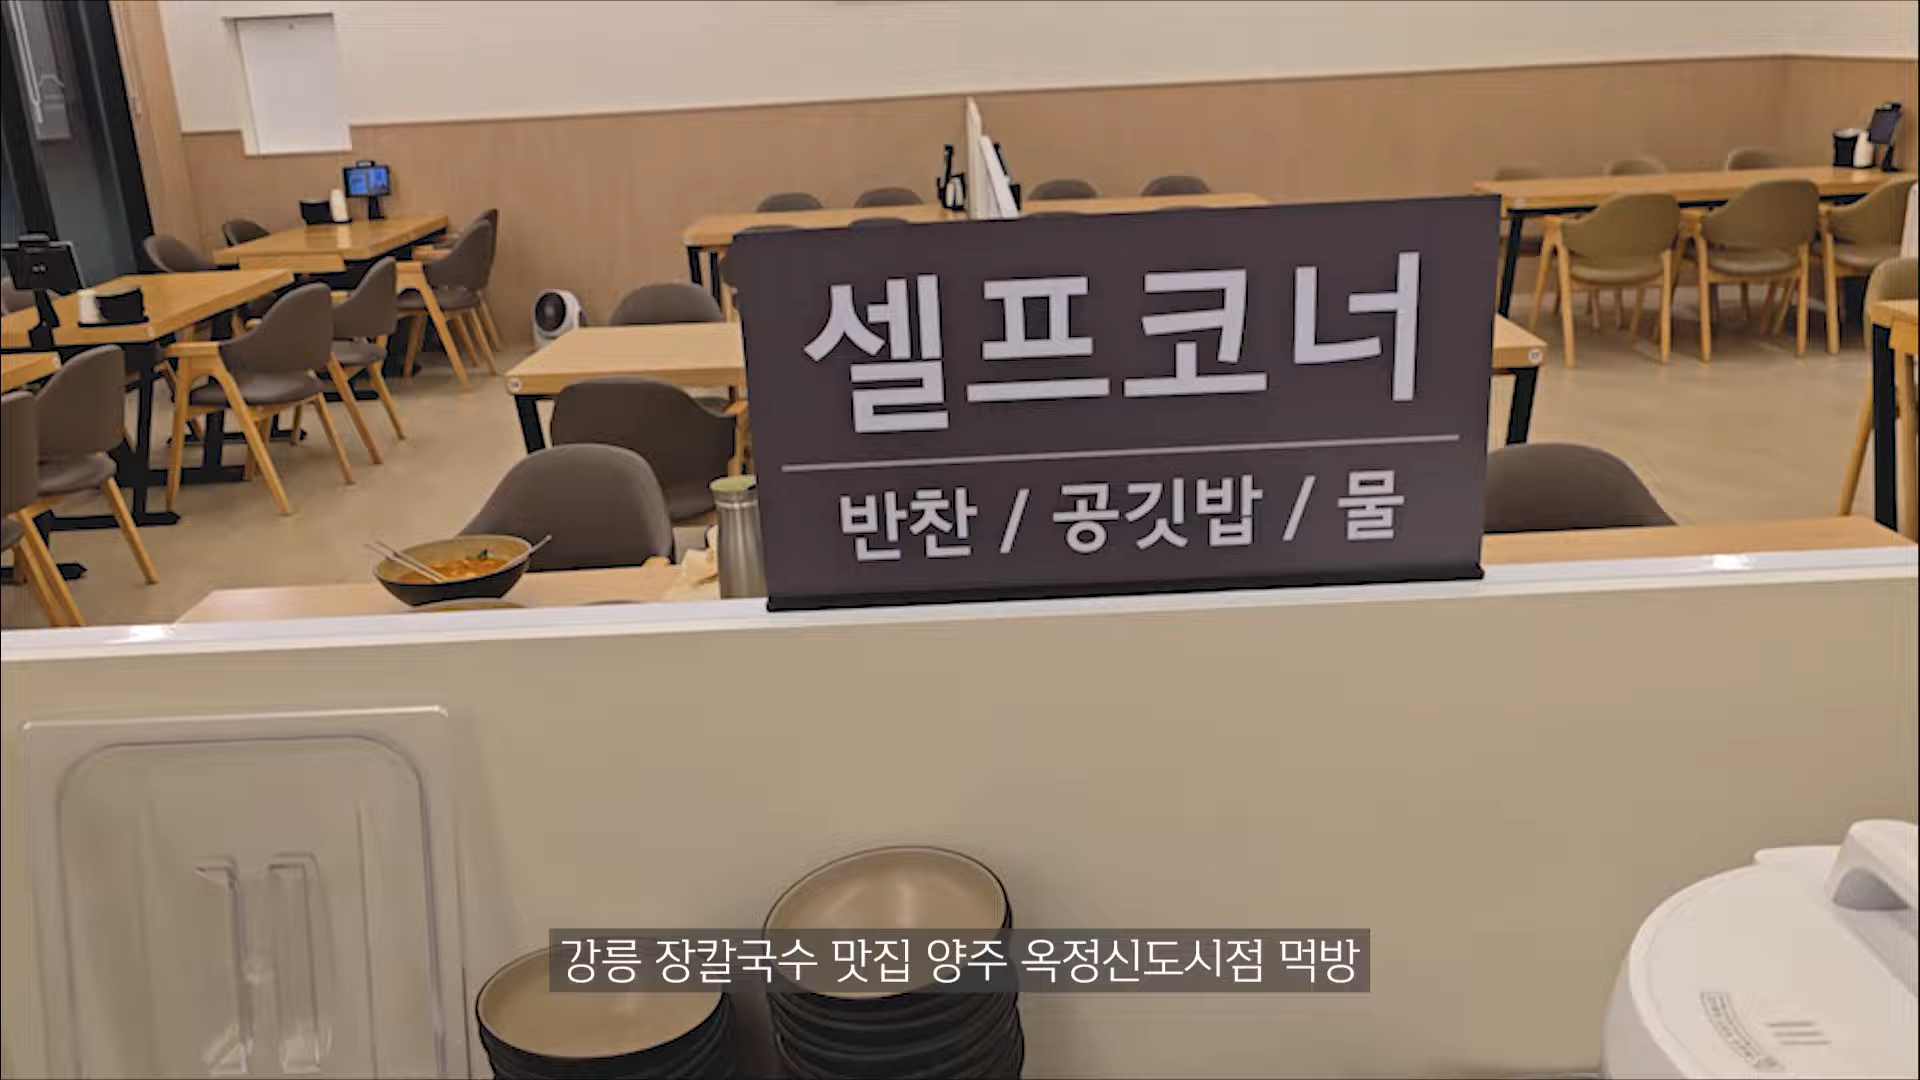 셀프코너
반찬 / 공깃밥 / 물
강릉 장칼국수 맛집 양주 옥정신도시점 먹방